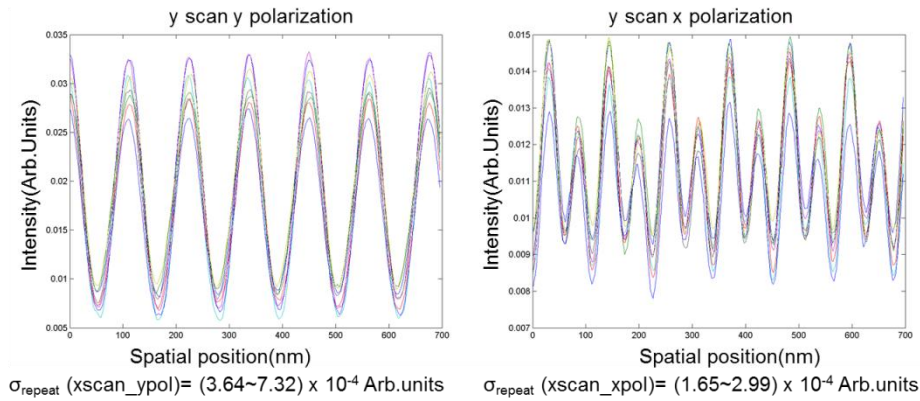 y scan y polarization
Intensity(Arb.Units)
0.035
0.03
0.025
0.02
0.015
0.01
0.005
0 100 200 300 400 500 600 700
Spatial position(nm)
σrepeat (xscan_ypol)= (3.64~7.32) x 10-4 Arb.units
y scan x polarization
Intensity(Arb.Units)
0.015
0.014
0.013
0.012
0.011
0.01
0.009
0.008
0.007
0 100 200 300 400 500 600 700
Spatial position(nm)
σrepeat (xscan_xpol)= (1.65~2.99) x 10-4 Arb.units